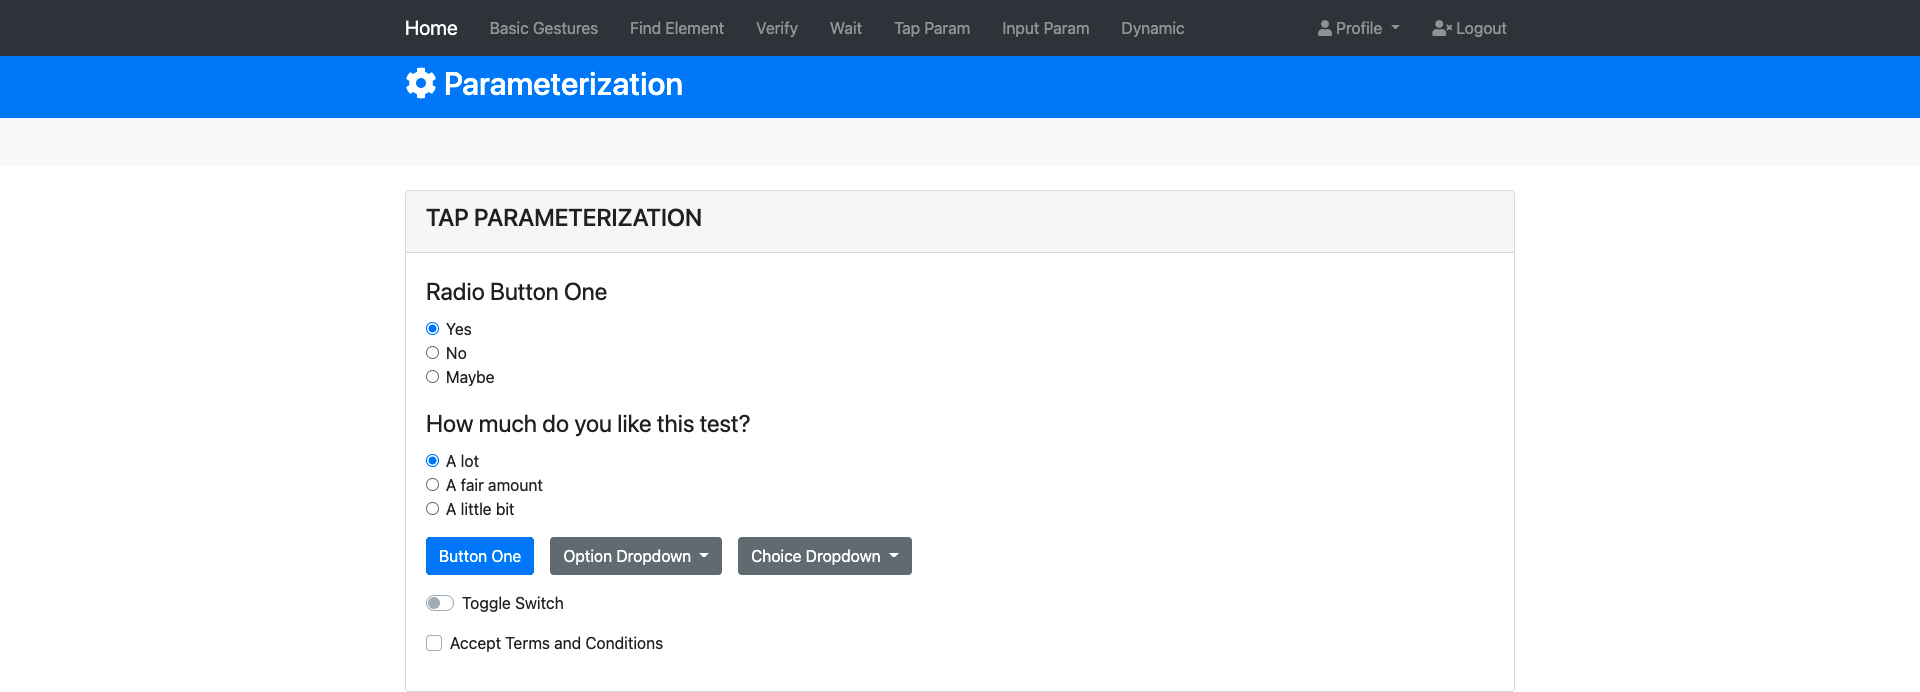 Home Basic Gestures Find Element Verify Wait Tap Param Input Param Dynamic Profile Logout
Parameterization
TAP PARAMETERIZATION
Radio Button One
Yes
No
Maybe
How much do you like this test?
A lot
A fair amount
A little bit
Button One Option Dropdown Choice Dropdown
Toggle Switch
Accept Terms and Conditions